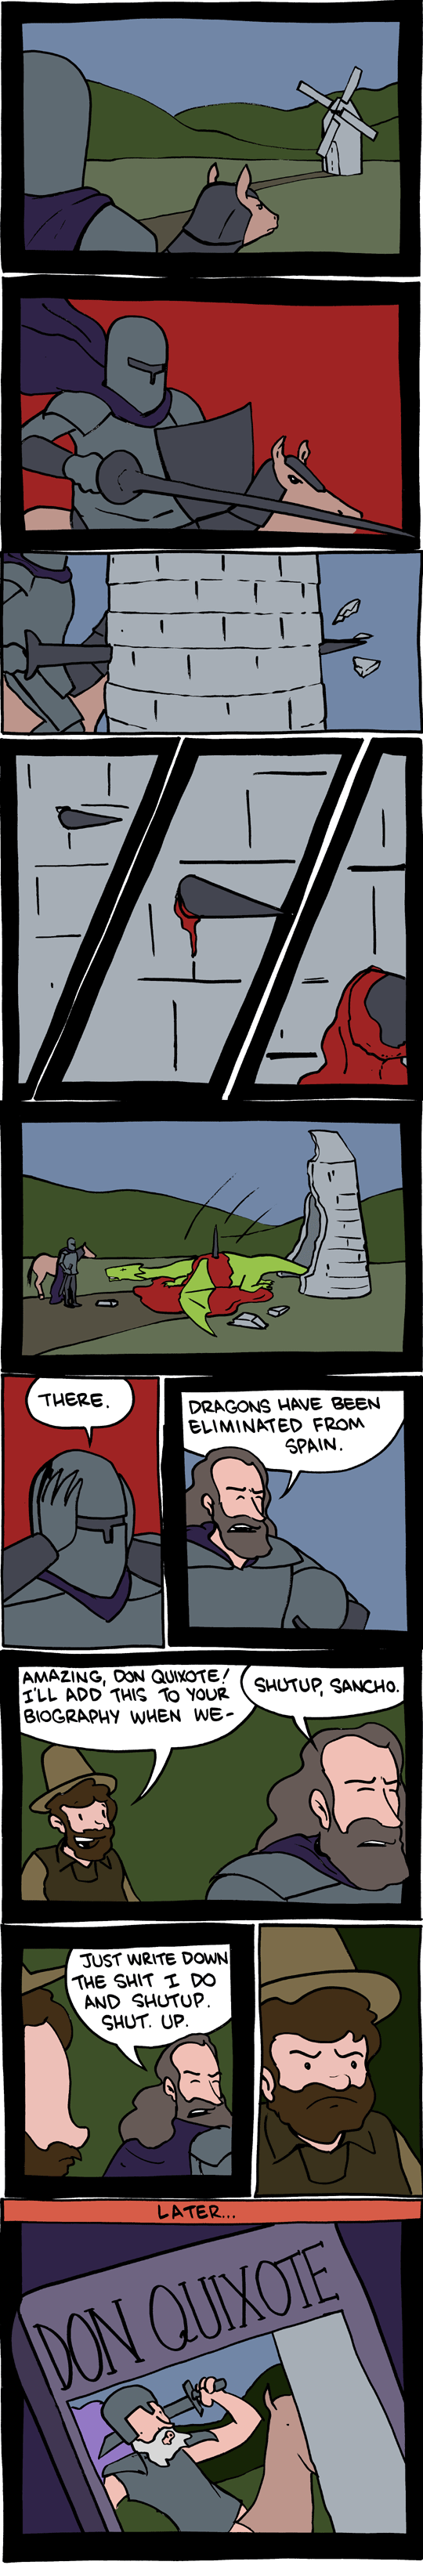 THERE.
DRAGONS HAVE BEEN
ELIMINATED FROM
SPAIN.
AMAZING, DON QUIXOTE!
I'LL ADD THIS TO YOUR
BIOGRAPHY WHEN WE-
SHUTUP, SANCHO.
JUST WRITE DOWN
THE SHIT I DO
AND SHUTUP.
SHUT. UP.
LATER...
DON QUIXOTE